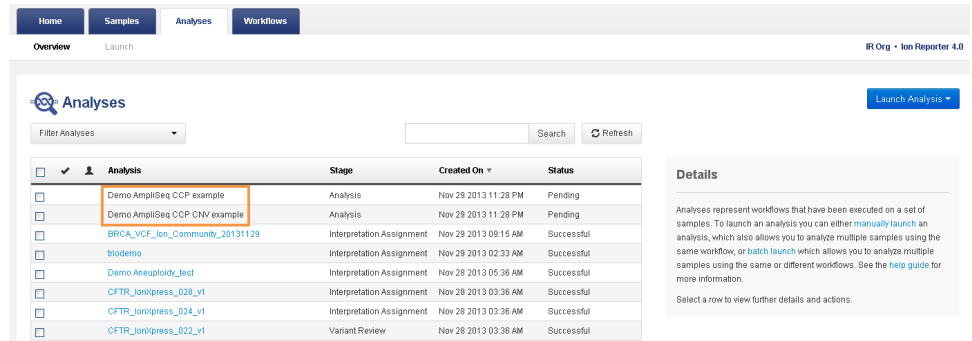 Home Samples Analyses Workflows
Overview Launch IR Org • Ion Reporter 4.0
Analyses
Launch Analysis
Filter Analyses Search Refresh
Analysis Stage Created On Status
Demo AmpliSeq CCP example Analysis Nov 29 2013 11:28 PM Pending
Demo AmpliSeq CCP CNV example Analysis Nov 29 2013 11:28 PM Pending
BRCA_VCF_Ion_Community_20131129 Interpretation Assignment Nov 29 2013 09:15 AM Successful
triodemo Interpretation Assignment Nov 29 2013 02:33 AM Successful
Demo Aneuploidy_test Interpretation Assignment Nov 28 2013 05:36 AM Successful
CFTR_IonXpress_028_v1 Interpretation Assignment Nov 28 2013 03:36 AM Successful
CFTR_IonXpress_024_v1 Interpretation Assignment Nov 28 2013 03:36 AM Successful
CFTR_IonXpress_022_v1 Variant Review Nov 28 2013 03:36 AM Successful
Details
Analyses represent workflows that have been executed on a set of
samples. To launch an analysis you can either manually launch an
analysis, which also allows you to analyze multiple samples using the
same workflow, or batch launch which allows you to analyze multiple
samples using the same or different workflows. See the help guide for
more information.
Select a row to view further details and actions.